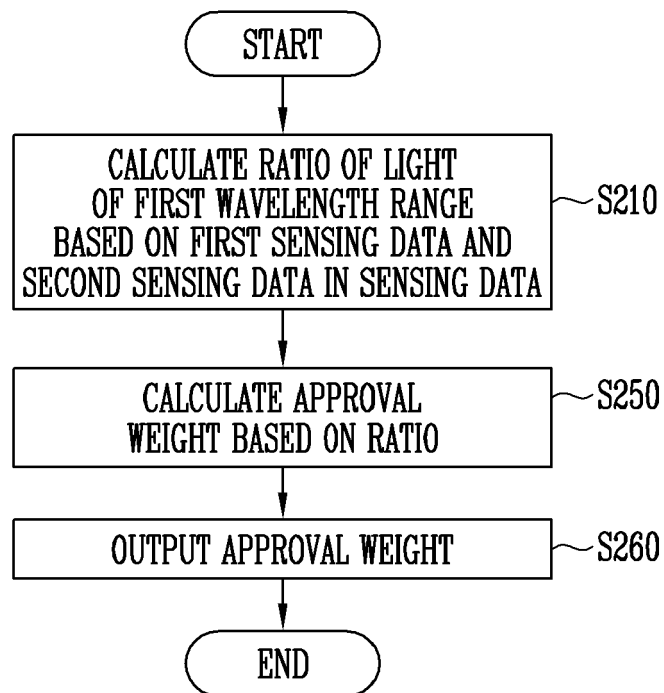 START
CALCULATE RATIO OF LIGHT
OF FIRST WAVELENGTH RANGE
BASED ON FIRST SENSING DATA AND
SECOND SENSING DATA IN SENSING DATA
S210
CALCULATE APPROVAL
WEIGHT BASED ON RATIO
S250
OUTPUT APPROVAL WEIGHT
S260
END